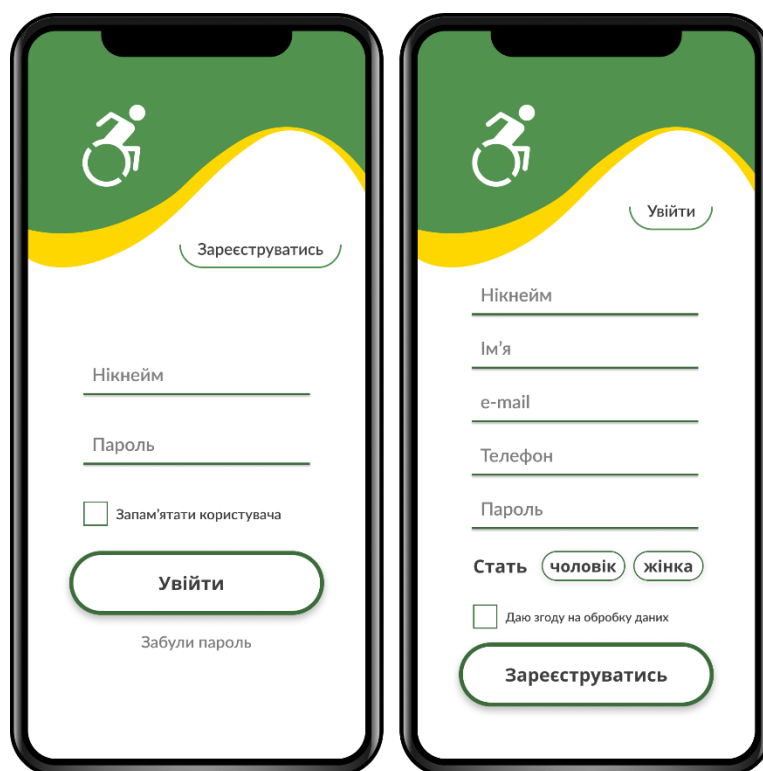 Зареєструватись
Нікнейм
Пароль
Запам'ятати користувача
Увійти
Забули пароль
Увійти
Нікнейм
Ім'я
e-mail
Телефон
Пароль
Стать чоловік жінка
Даю згоду на обробку даних
Зареєструватись